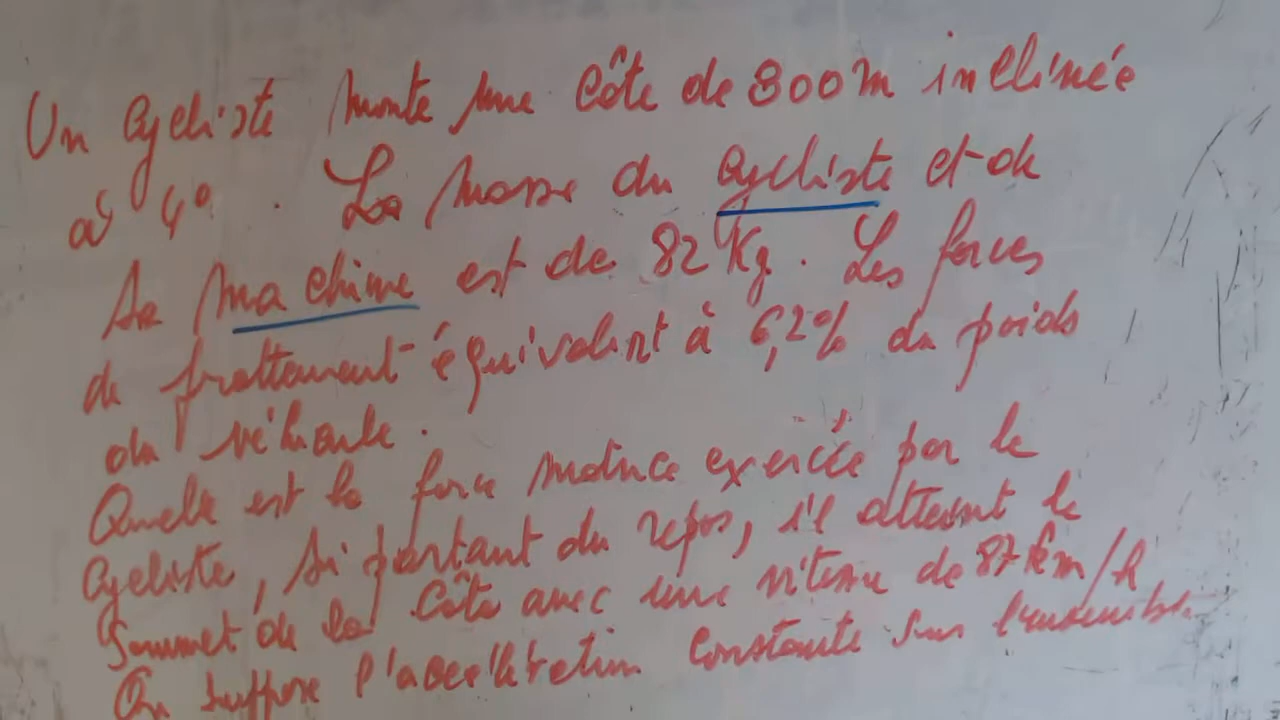 Un cycliste monte une côte de 800m inclinée
à 4°. La masse du cycliste et de
sa machine est de 82 Kg. Les forces
de frottement équivalent à 6,2% du poids
du véhicule.
Quelle est la force motrice exercée par le
cycliste, si partant du repos, il atteint le
sommet de la côte avec une vitesse de 87 km/h
On suppose l'accélération constante sur l'ensemble.